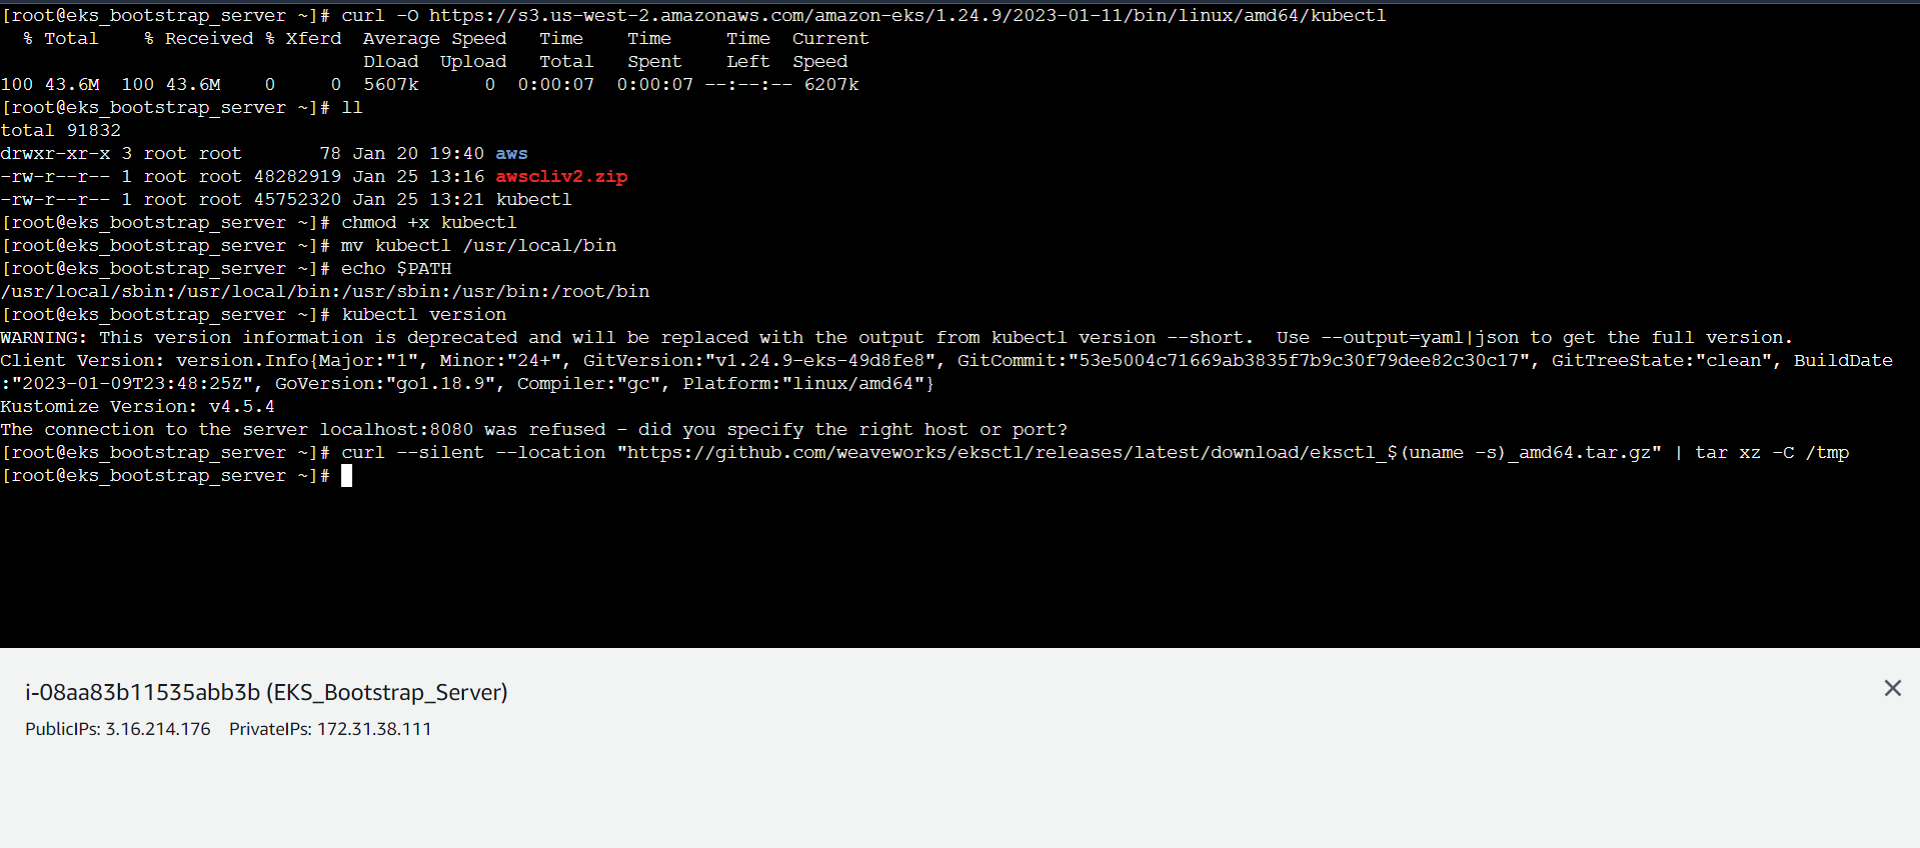 [root@eks_bootstrap_server ~]# curl -O https://s3.us-west-2.amazonaws.com/amazon-eks/1.24.9/2023-01-11/bin/linux/amd64/kubectl
  % Total    % Received % Xferd  Average Speed   Time    Time     Time  Current
                                 Dload  Upload   Total   Spent    Left  Speed
100 43.6M  100 43.6M    0     0  5607k      0  0:00:07  0:00:07 --:--:-- 6207k
[root@eks_bootstrap_server ~]# ll
total 91832
drwxr-xr-x 3 root root       78 Jan 20 19:40 aws
-rw-r--r-- 1 root root 48282919 Jan 25 13:16 awscliv2.zip
-rw-r--r-- 1 root root 45752320 Jan 25 13:21 kubectl
[root@eks_bootstrap_server ~]# chmod +x kubectl
[root@eks_bootstrap_server ~]# mv kubectl /usr/local/bin
[root@eks_bootstrap_server ~]# echo $PATH
/usr/local/sbin:/usr/local/bin:/usr/sbin:/usr/bin:/root/bin
[root@eks_bootstrap_server ~]# kubectl version
WARNING: This version information is deprecated and will be replaced with the output from kubectl version --short.  Use --output=yaml|json to get the full version.
Client Version: version.Info{Major:"1", Minor:"24+", GitVersion:"v1.24.9-eks-49d8fe8", GitCommit:"53e5004c71669ab3835f7b9c30f79dee82c30c17", GitTreeState:"clean", BuildDate
:"2023-01-09T23:48:25Z", GoVersion:"go1.18.9", Compiler:"gc", Platform:"linux/amd64"}
Kustomize Version: v4.5.4
The connection to the server localhost:8080 was refused - did you specify the right host or port?
[root@eks_bootstrap_server ~]# curl --silent --location "https://github.com/weaveworks/eksctl/releases/latest/download/eksctl_$(uname -s)_amd64.tar.gz" | tar xz -C /tmp
[root@eks_bootstrap_server ~]#
i-08aa83b11535abb3b (EKS_Bootstrap_Server)
PublicIPs: 3.16.214.176    PrivateIPs: 172.31.38.111